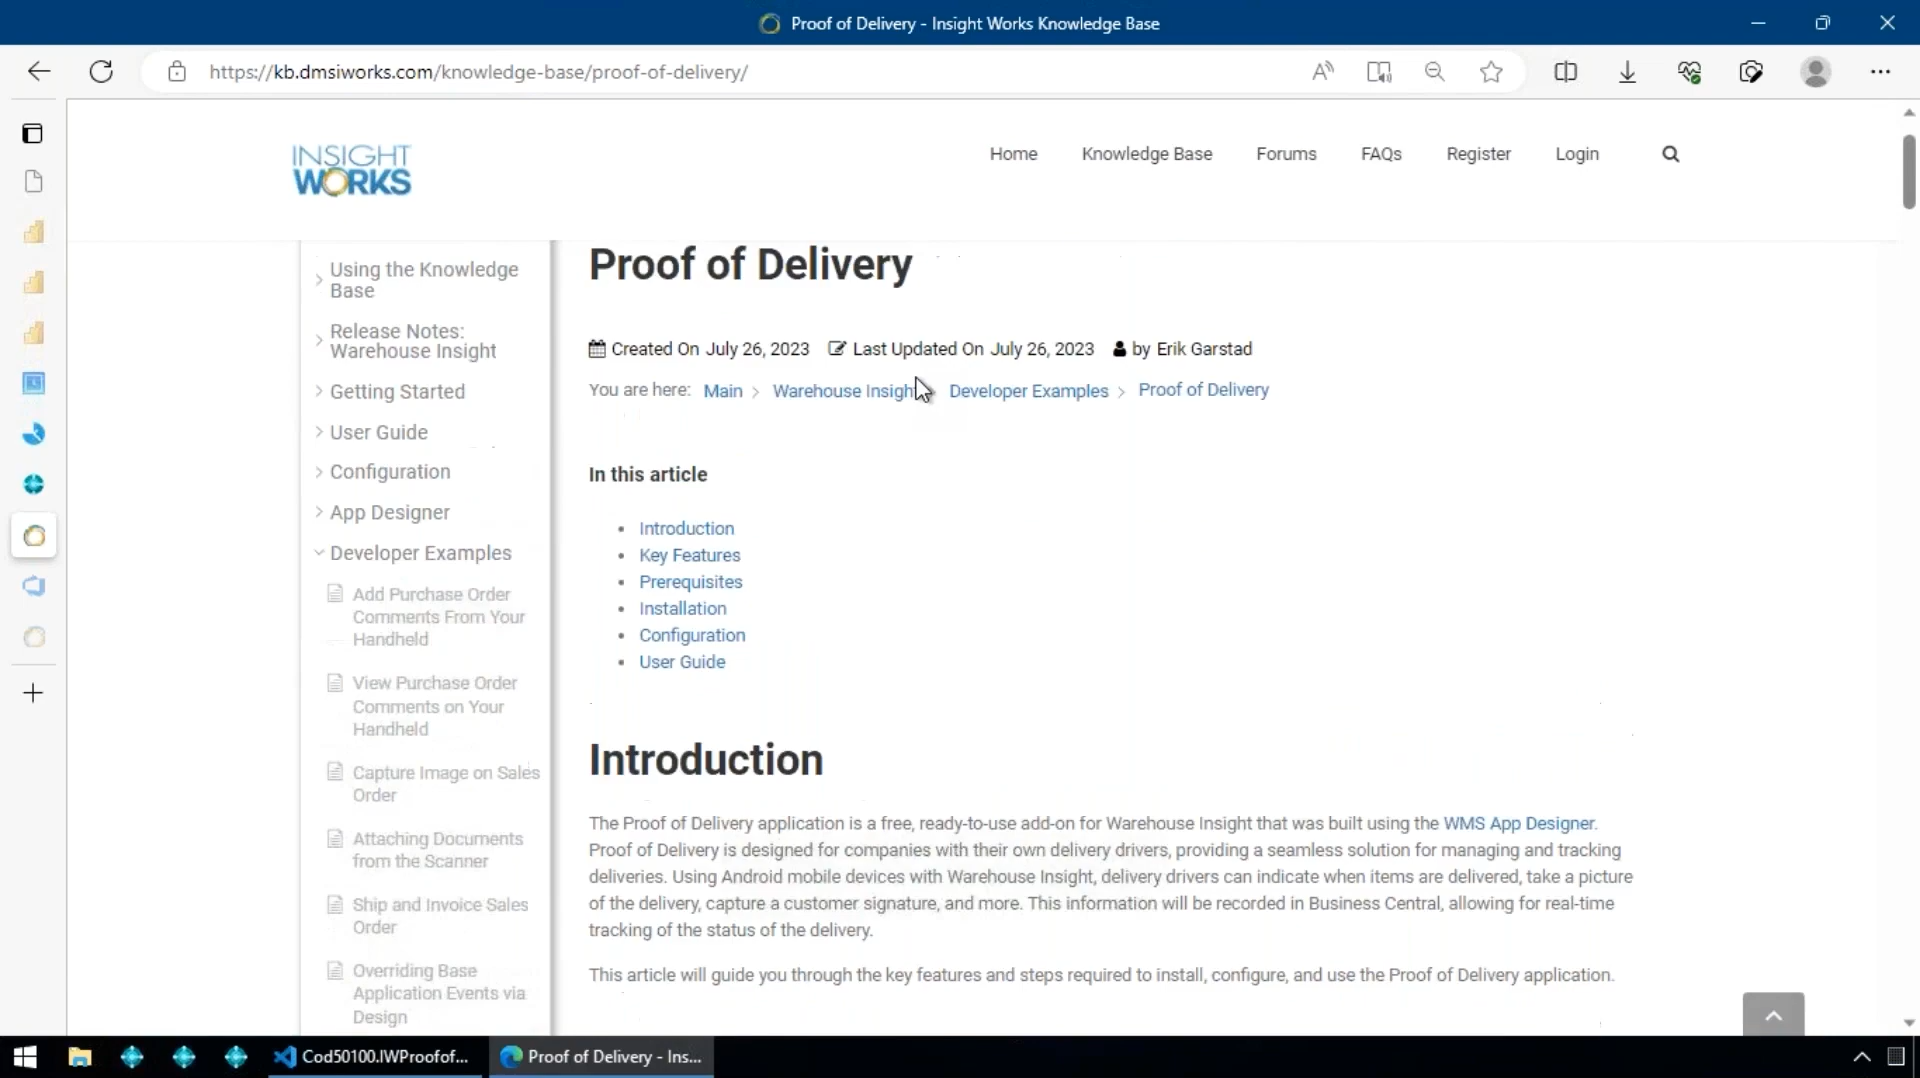 Proof of Delivery - Insight Works Knowledge Base
https://kb.dmsiworks.com/knowledge-base/proof-of-delivery/
INSIGHT
WORKS
Home
Knowledge Base
Forums
FAQs
Register
Login
Using the Knowledge
Base
Release Notes:
Warehouse Insight
Getting Started
User Guide
Configuration
App Designer
Developer Examples
Add Purchase Order
Comments From Your
Handheld
View Purchase Order
Comments on Your
Handheld
Capture Image on Sales
Order
Attaching Documents
from the Scanner
Ship and Invoice Sales
Order
Overriding Base
Application Events via
Design
Proof of Delivery
Created On July 26, 2023 Last Updated On July 26, 2023 by Erik Garstad
You are here: Main > Warehouse Insigh Developer Examples > Proof of Delivery
In this article
• Introduction
• Key Features
• Prerequisites
• Installation
• Configuration
• User Guide
Introduction
The Proof of Delivery application is a free, ready-to-use add-on for Warehouse Insight that was built using the WMS App Designer.
Proof of Delivery is designed for companies with their own delivery drivers, providing a seamless solution for managing and tracking
deliveries. Using Android mobile devices with Warehouse Insight, delivery drivers can indicate when items are delivered, take a picture
of the delivery, capture a customer signature, and more. This information will be recorded in Business Central, allowing for real-time
tracking of the status of the delivery.
This article will guide you through the key features and steps required to install, configure, and use the Proof of Delivery application.
Cod50100.IWProofof...
Proof of Delivery - Ins...